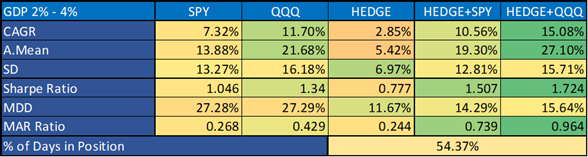 GDP 2% - 4% SPY QQQ HEDGE HEDGE+SPY HEDGE+QQQ
CAGR 7.32% 11.70% 2.85% 10.56% 15.08%
A.Mean 13.88% 21.68% 5.42% 19.30% 27.10%
SD 13.27% 16.18% 6.97% 12.81% 15.71%
Sharpe Ratio 1.046 1.34 0.777 1.507 1.724
MDD 27.28% 27.29% 11.67% 14.29% 15.64%
MAR Ratio 0.268 0.429 0.244 0.739 0.964
% of Days in Position 54.37%